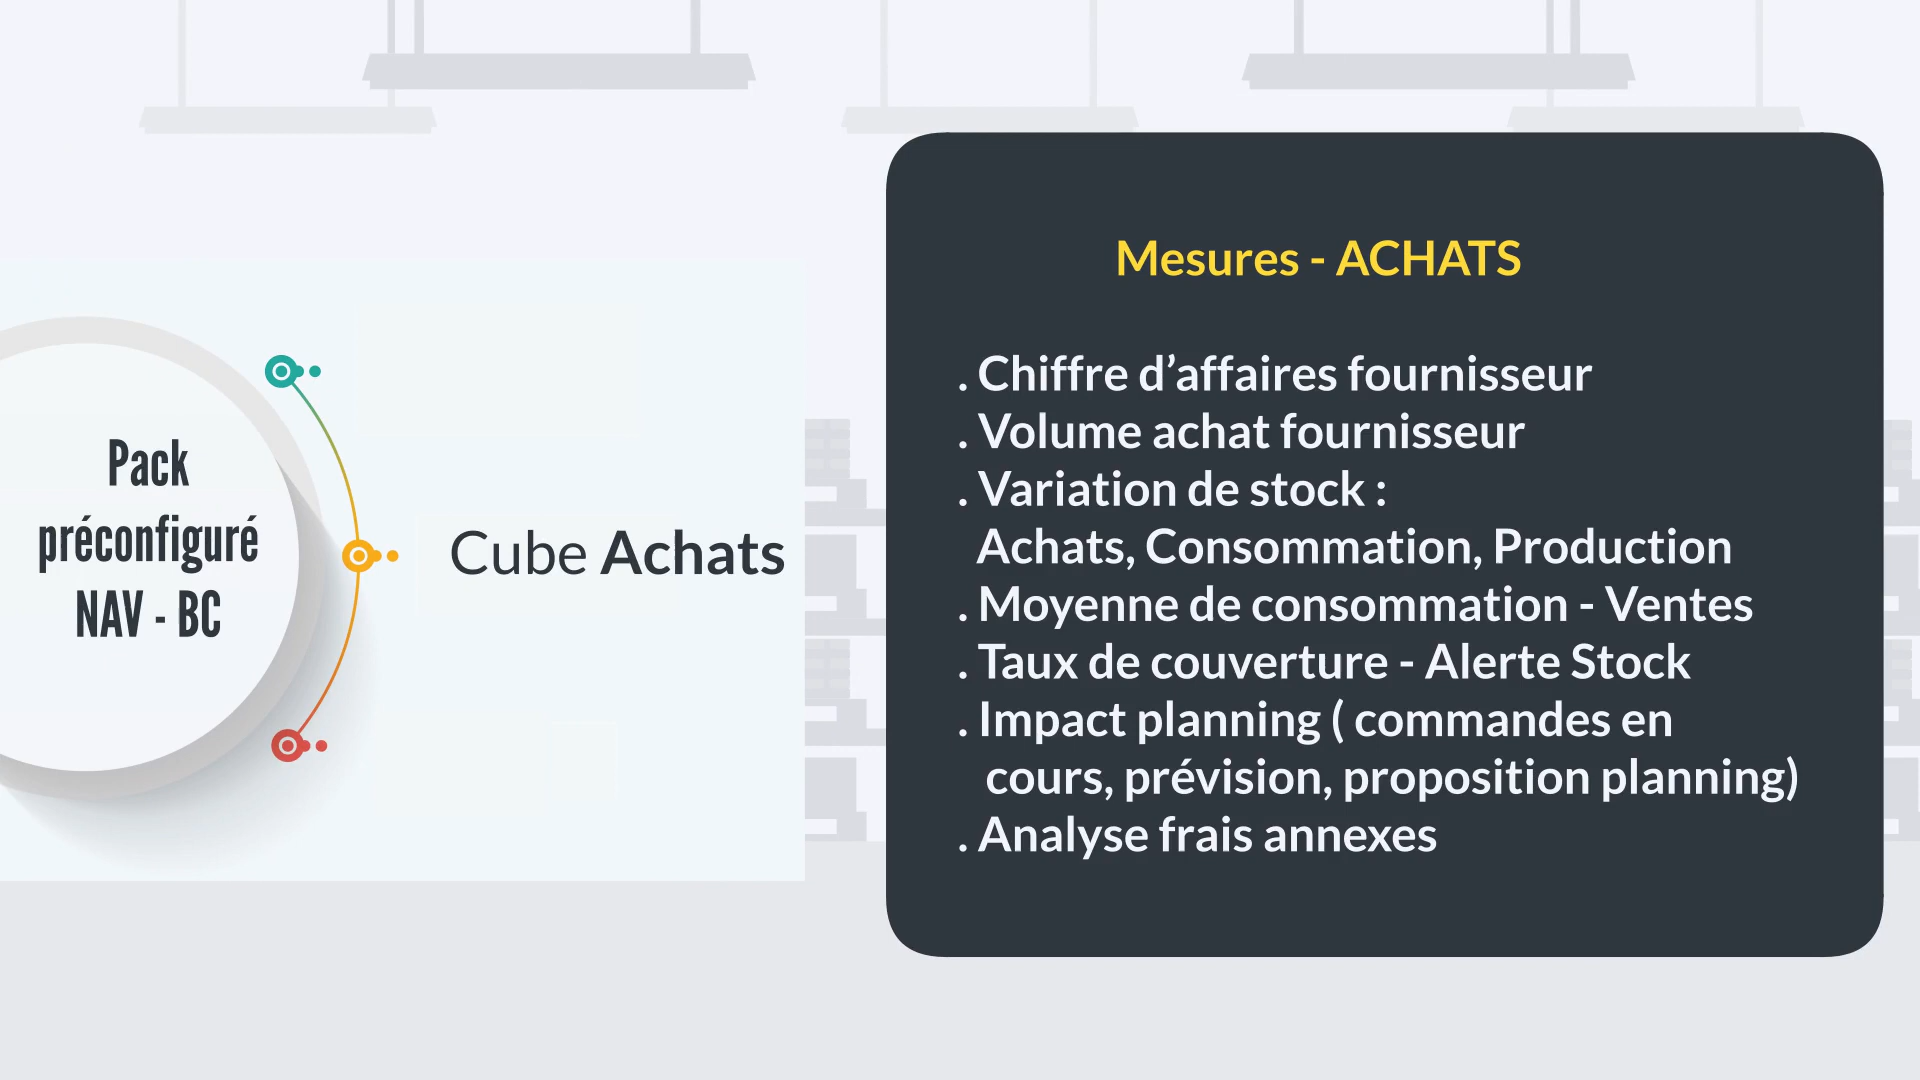 Pack
préconfiguré
NAV - BC
Cube Achats
Mesures - ACHATS
. Chiffre d’affaires fournisseur
. Volume achat fournisseur
. Variation de stock :
Achats, Consommation, Production
. Moyenne de consommation - Ventes
. Taux de couverture - Alerte Stock
. Impact planning ( commandes en
cours, prévision, proposition planning)
. Analyse frais annexes